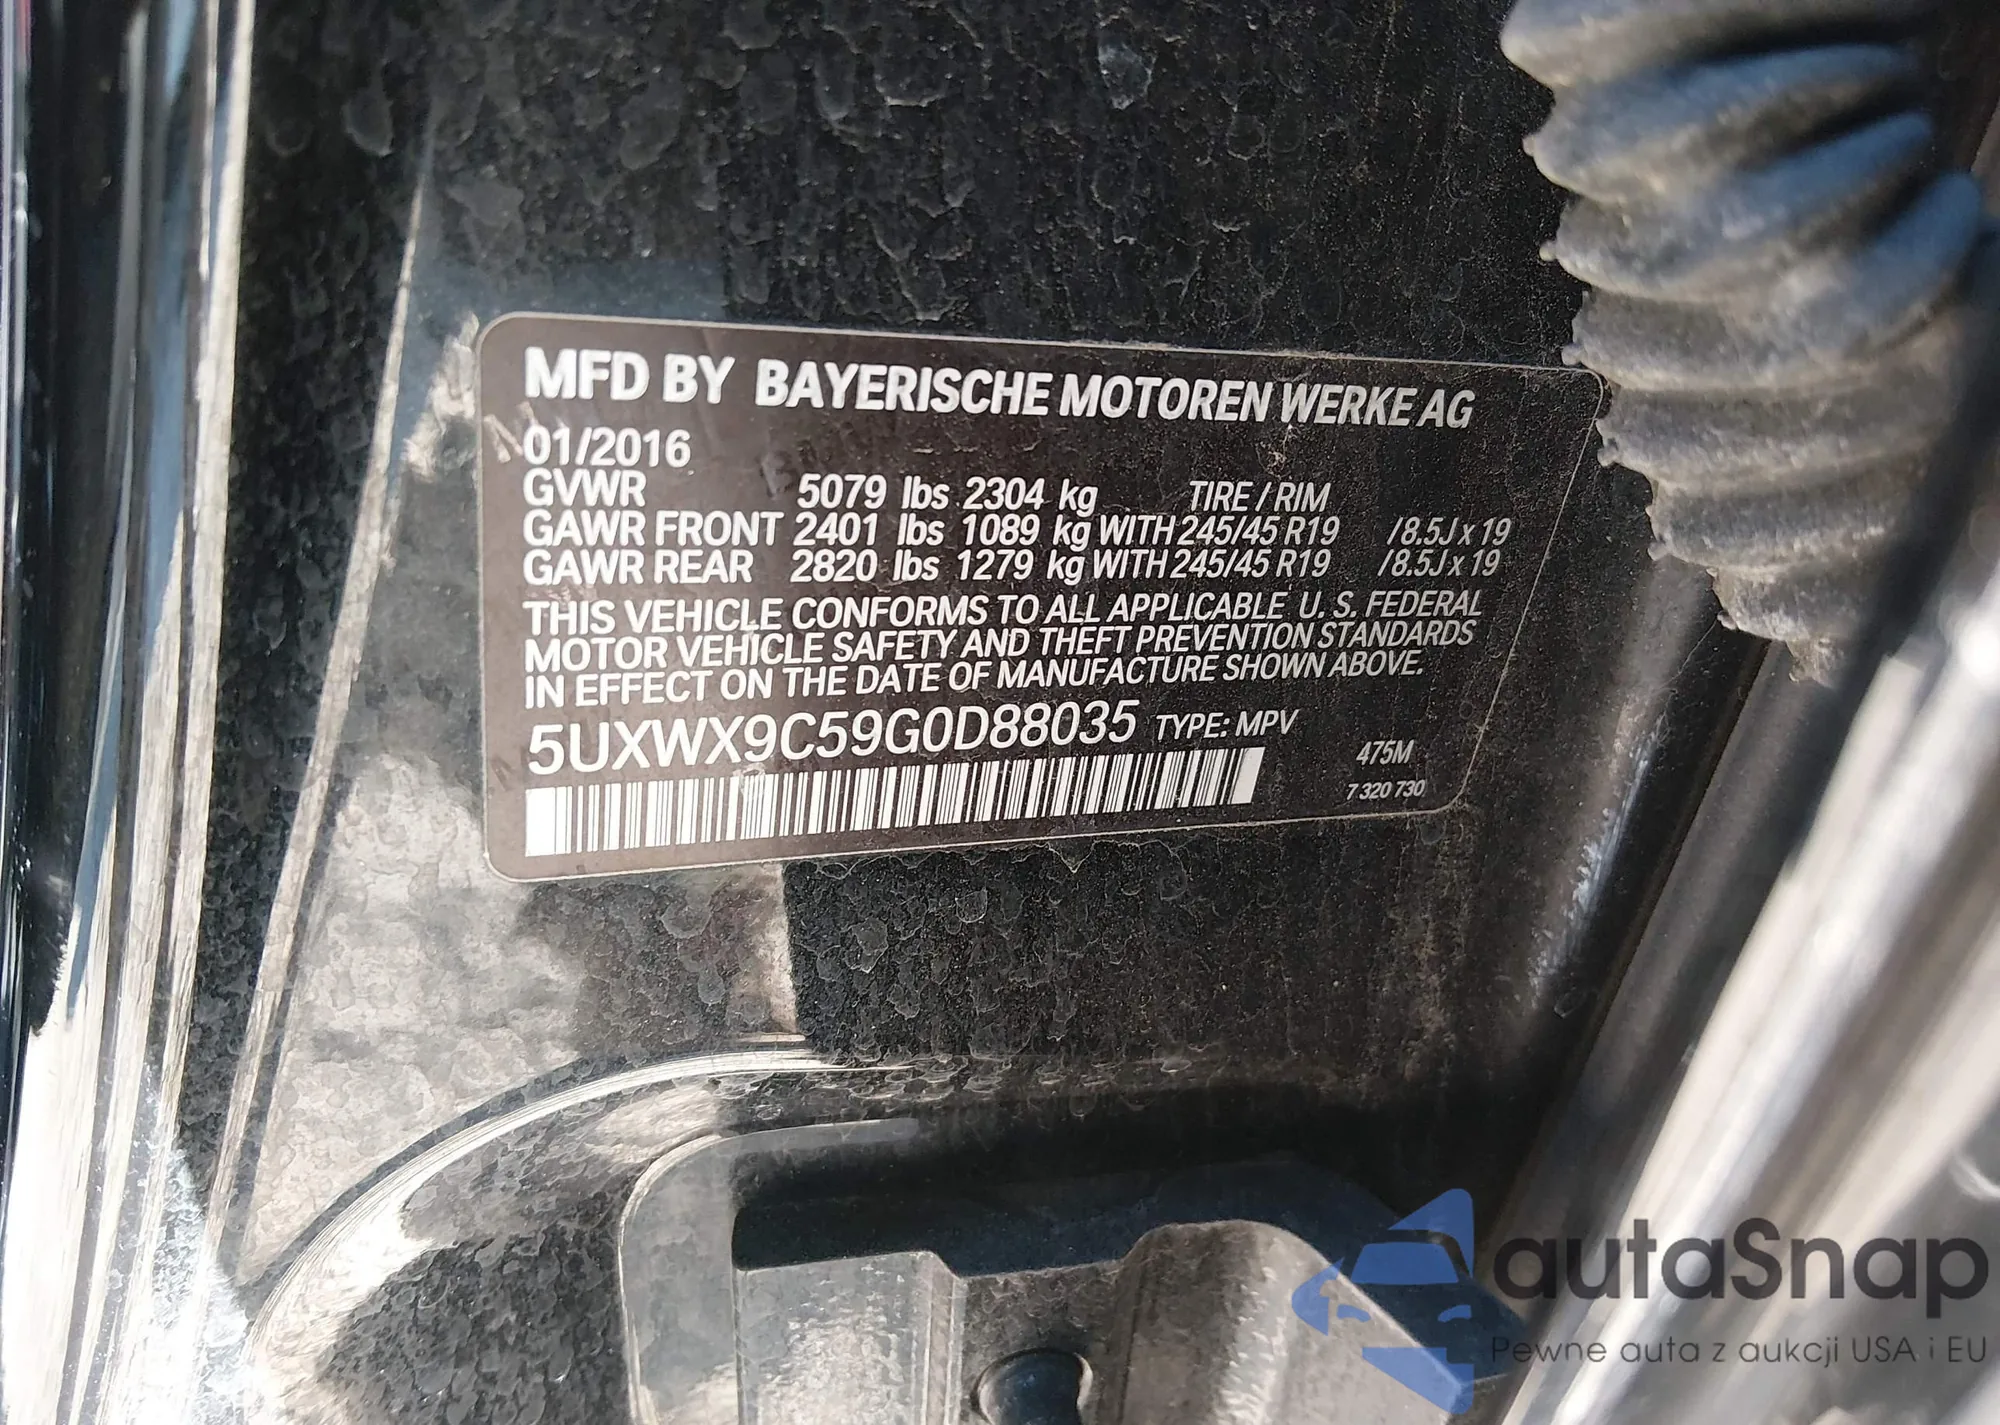 MFD BY BAYERISCHE MOTOREN WERKE AG
01/2016
GVWR 5079 lbs 2304 kg TIRE / RIM
GAWR FRONT 2401 lbs 1089 kg WITH 245/45 R19 /8.5J x 19
GAWR REAR 2820 lbs 1279 kg WITH 245/45 R19 /8.5J x 19
THIS VEHICLE CONFORMS TO ALL APPLICABLE U. S. FEDERAL
MOTOR VEHICLE SAFETY AND THEFT PREVENTION STANDARDS
IN EFFECT ON THE DATE OF MANUFACTURE SHOWN ABOVE.
5UXWX9C59G0D88035 TYPE: MPV
475M
7 320 730
autaSnap
Pewne auta z aukcji USA i EU